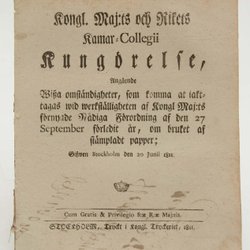 Kongl. Maj:ts och Rikets
Kamar-Collegii
Kungörelse,
Angående
Wißa omständigheter, som komma at iakt-
tagas wid werkställigheten af Kongl Maj:ts
förnyade Nådiga Förordning af den 27
September förledit år, om bruket af
stämpladt papper;
Gifwen Stockholm den 20 Junii 1811.
Cum Gratia & Privilegio S:æ R:æ Maj:tis.
STOCKHOLM, Tryckt i Kongl. Tryckeriet, 1811.